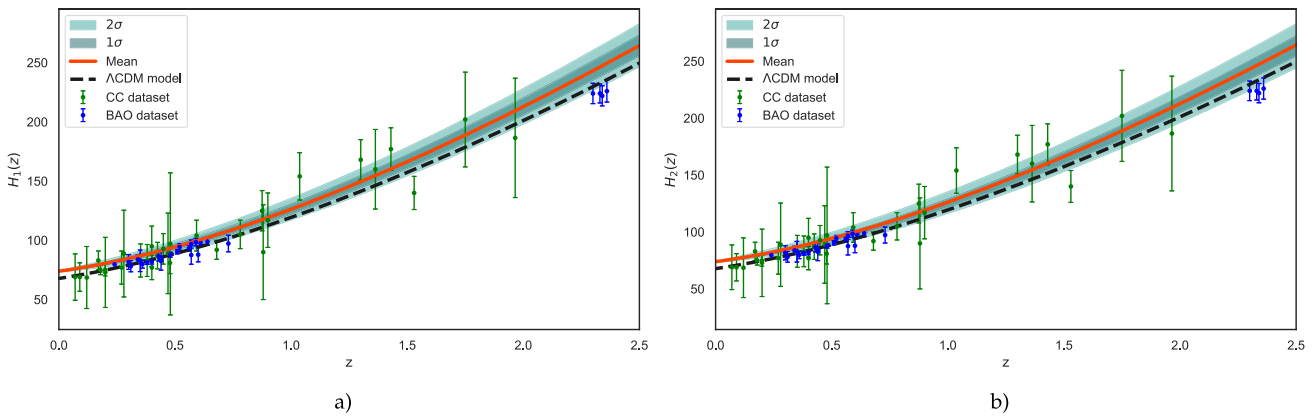 2σ
1σ
Mean
ΛCDM model
CC dataset
BAO dataset
250
200
150
100
50
H₁(z)
0.0 0.5 1.0 1.5 2.0 2.5
z
a)
2σ
1σ
Mean
ΛCDM model
CC dataset
BAO dataset
250
200
150
100
50
H₂(z)
0.0 0.5 1.0 1.5 2.0 2.5
z
b)